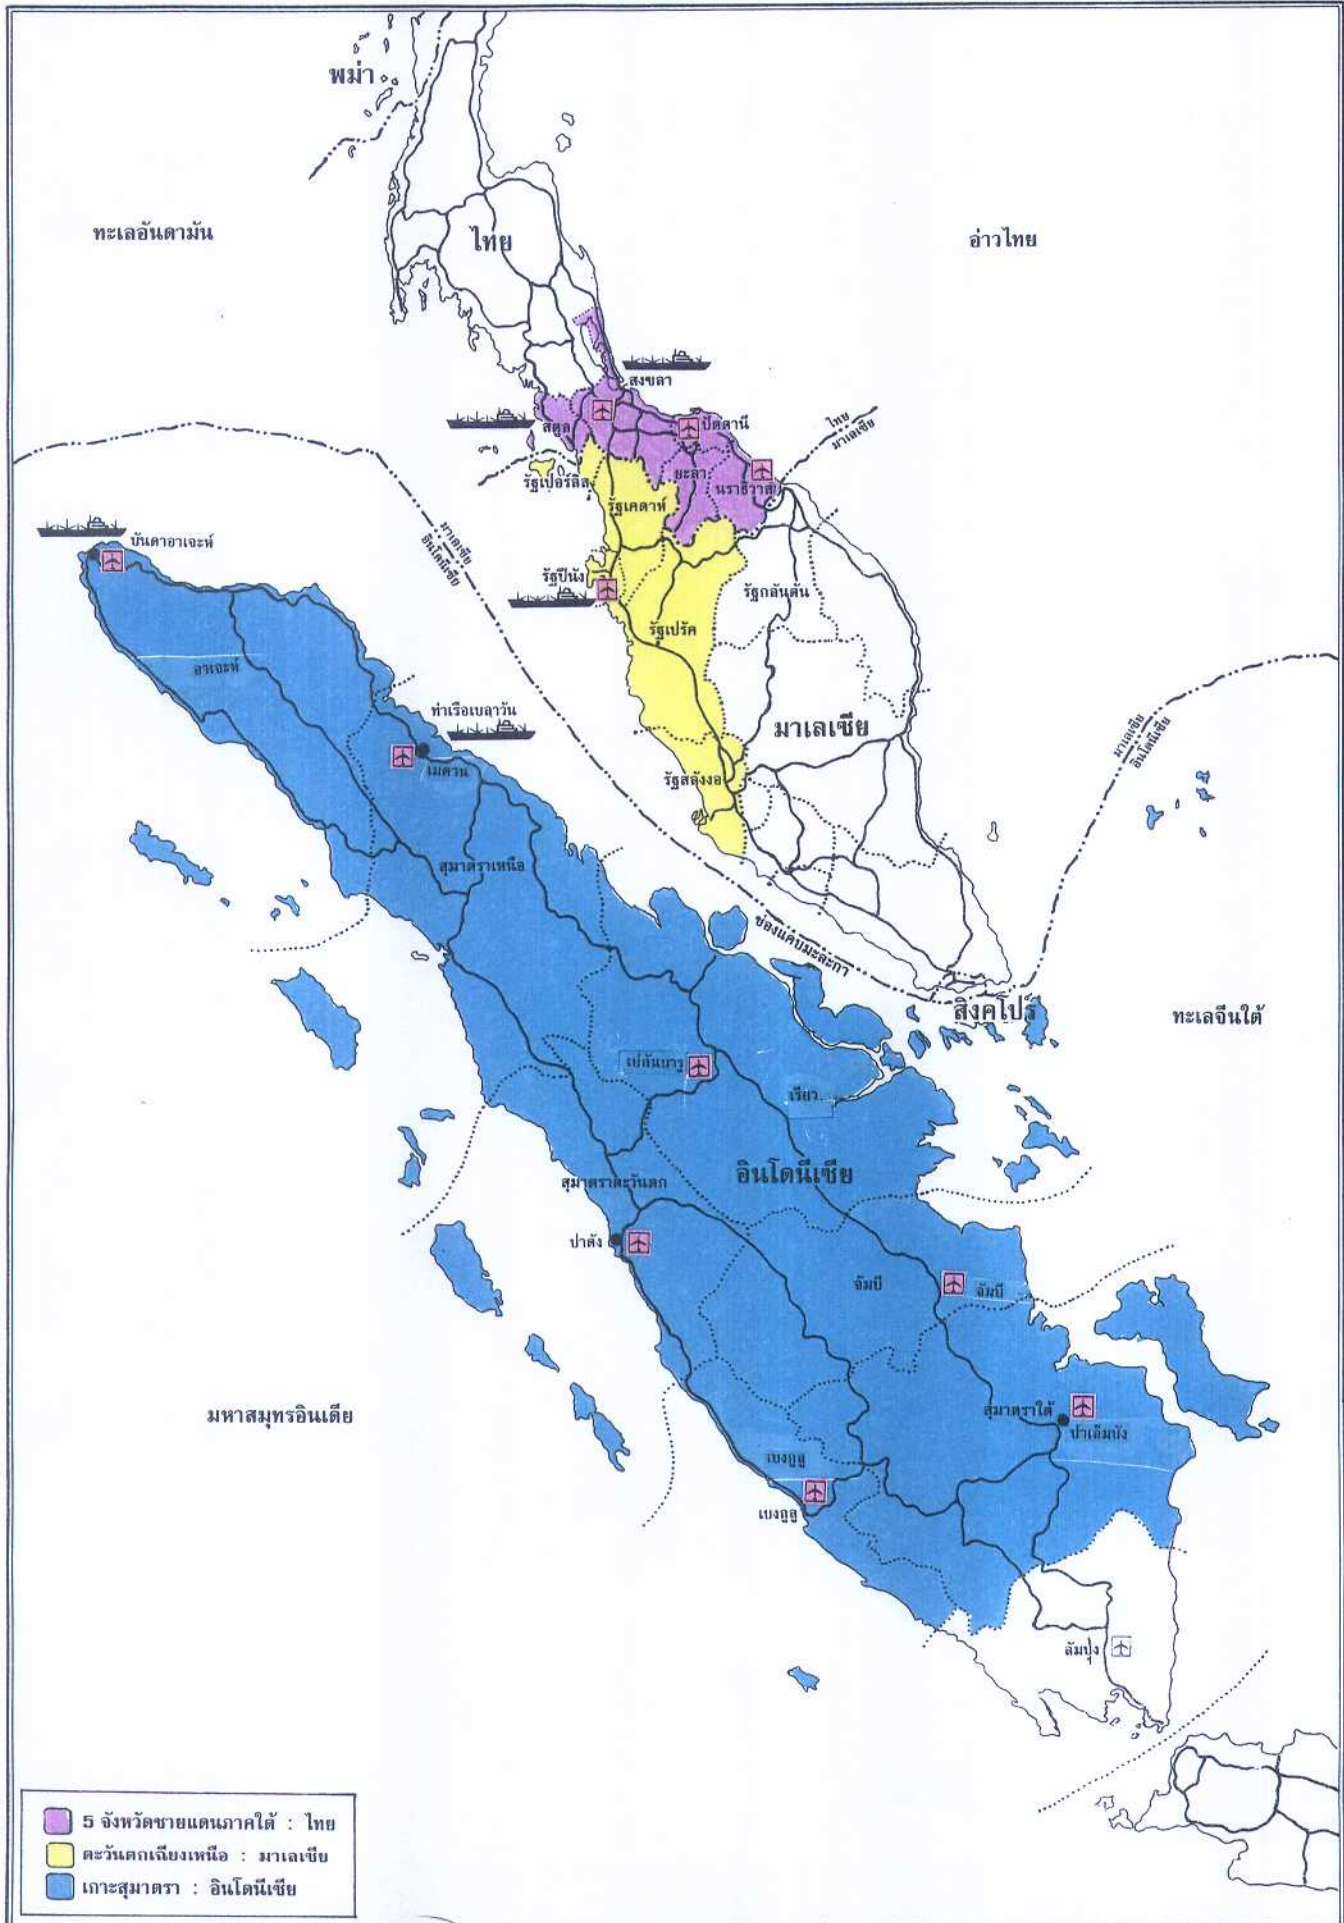 พม่า
ทะเลอันดามัน
ไทย
อ่าวไทย
สงขลา
สตูล
ปัตตานี
ไทย
มาเลเซีย
ยะลา
รัฐเปอร์ลิส
นราธิวาส
รัฐเคดาห์
มาเลเซีย
อินโดนีเซีย
บันดาอาเจะห์
รัฐปีนัง
รัฐกลันตัน
รัฐเปรัค
อาเจะห์
ท่าเรือเบลาวัน
มาเลเซีย
มาเลเซีย
อินโดนีเซีย
เมดาน
รัฐสลังงอ
สุมาตราเหนือ
ช่องแคบมะละกา
สิงคโปร์
ทะเลจีนใต้
เปกันบารู
เรียว
อินโดนีเซีย
สุมาตราตะวันตก
ปาดัง
จัมบี
จัมบี
มหาสมุทรอินเดีย
สุมาตราใต้
ปาเล็มบัง
เบงกูลู
เบงกูลู
ลัมปุง
5 จังหวัดชายแดนภาคใต้ : ไทย
ตะวันตกเฉียงเหนือ : มาเลเซีย
เกาะสุมาตรา : อินโดนีเซีย